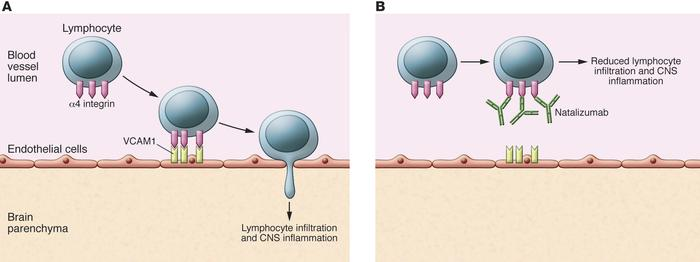 A
Lymphocyte
Blood
vessel
lumen
α4 integrin
VCAM1
Endothelial cells
Brain
parenchyma
Lymphocyte infiltration
and CNS inflammation
B
Reduced lymphocyte
infiltration and CNS
inflammation
Natalizumab